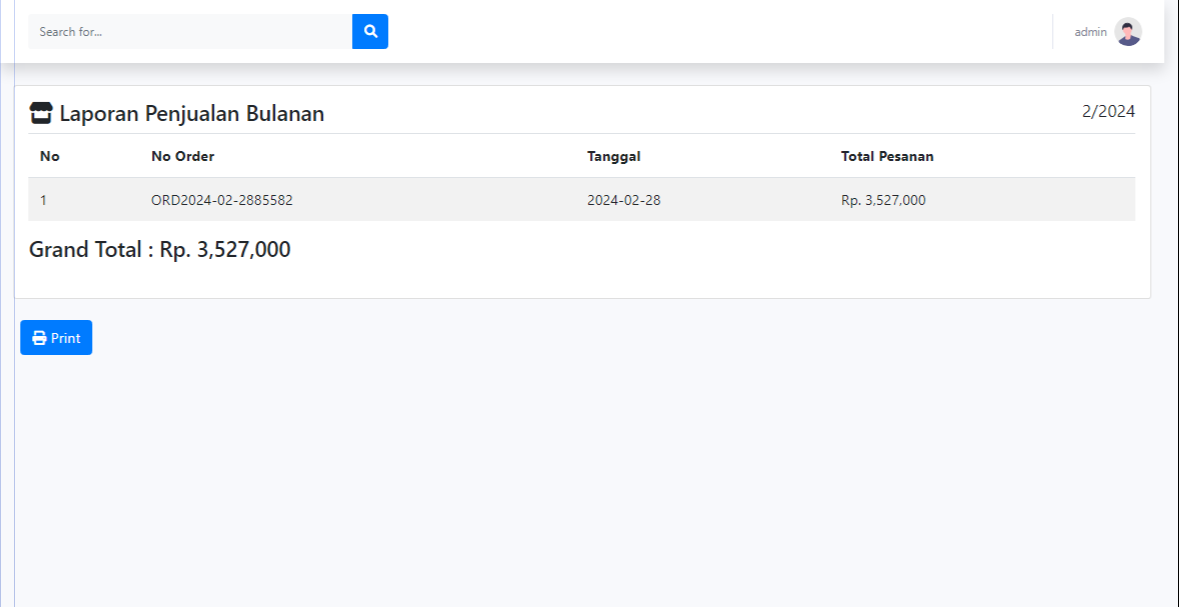 Search for...
admin
Laporan Penjualan Bulanan 2/2024
No No Order Tanggal Total Pesanan
1 ORD2024-02-2885582 2024-02-28 Rp. 3,527,000
Grand Total : Rp. 3,527,000
Print